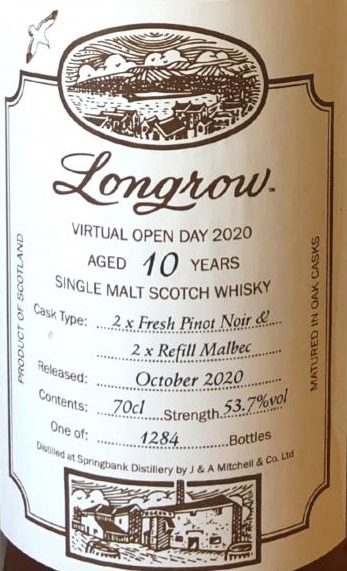 Longrow™
VIRTUAL OPEN DAY 2020
AGED 10 YEARS
SINGLE MALT SCOTCH WHISKY
Cask Type: 2 x Fresh Pinot Noir &
2 x Refill Malbec
Released: October 2020
Contents: 70cl Strength 53.7%vol
One of: 1284 Bottles
Distilled at Springbank Distillery by J & A Mitchell & Co. Ltd
PRODUCT OF SCOTLAND
MATURED IN OAK CASKS